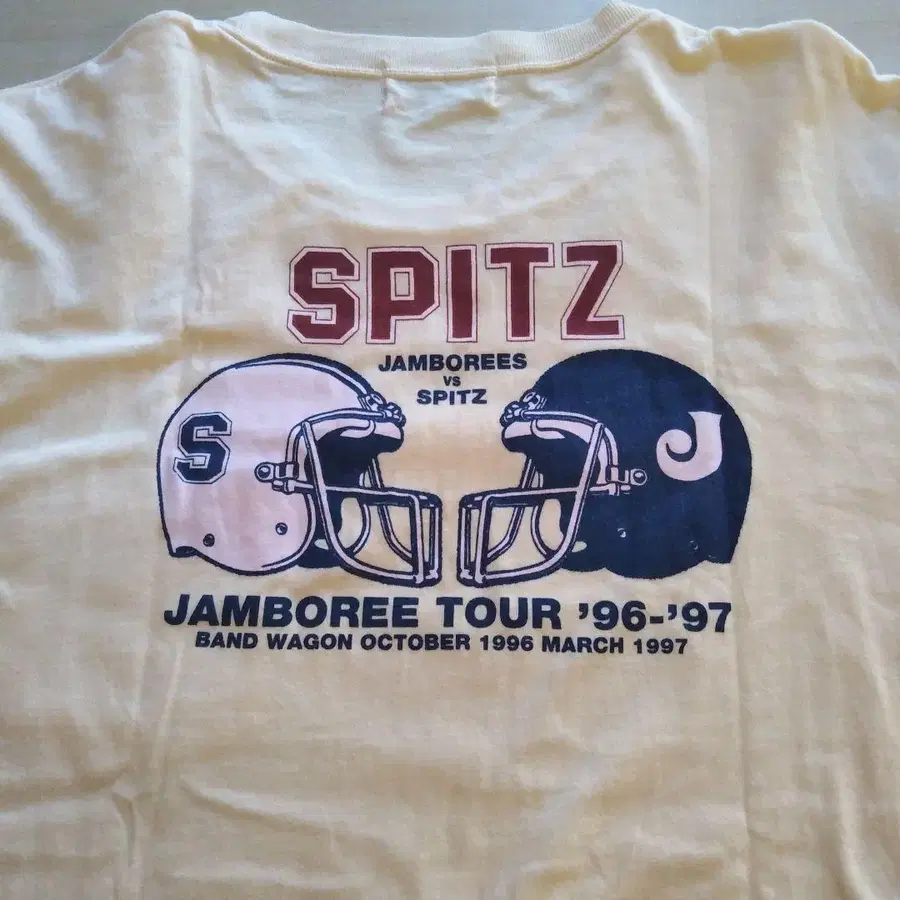 SPITZ
JAMBOREES
VS
SPITZ
S
J
JAMBOREE TOUR '96-'97
BAND WAGON OCTOBER 1996 MARCH 1997